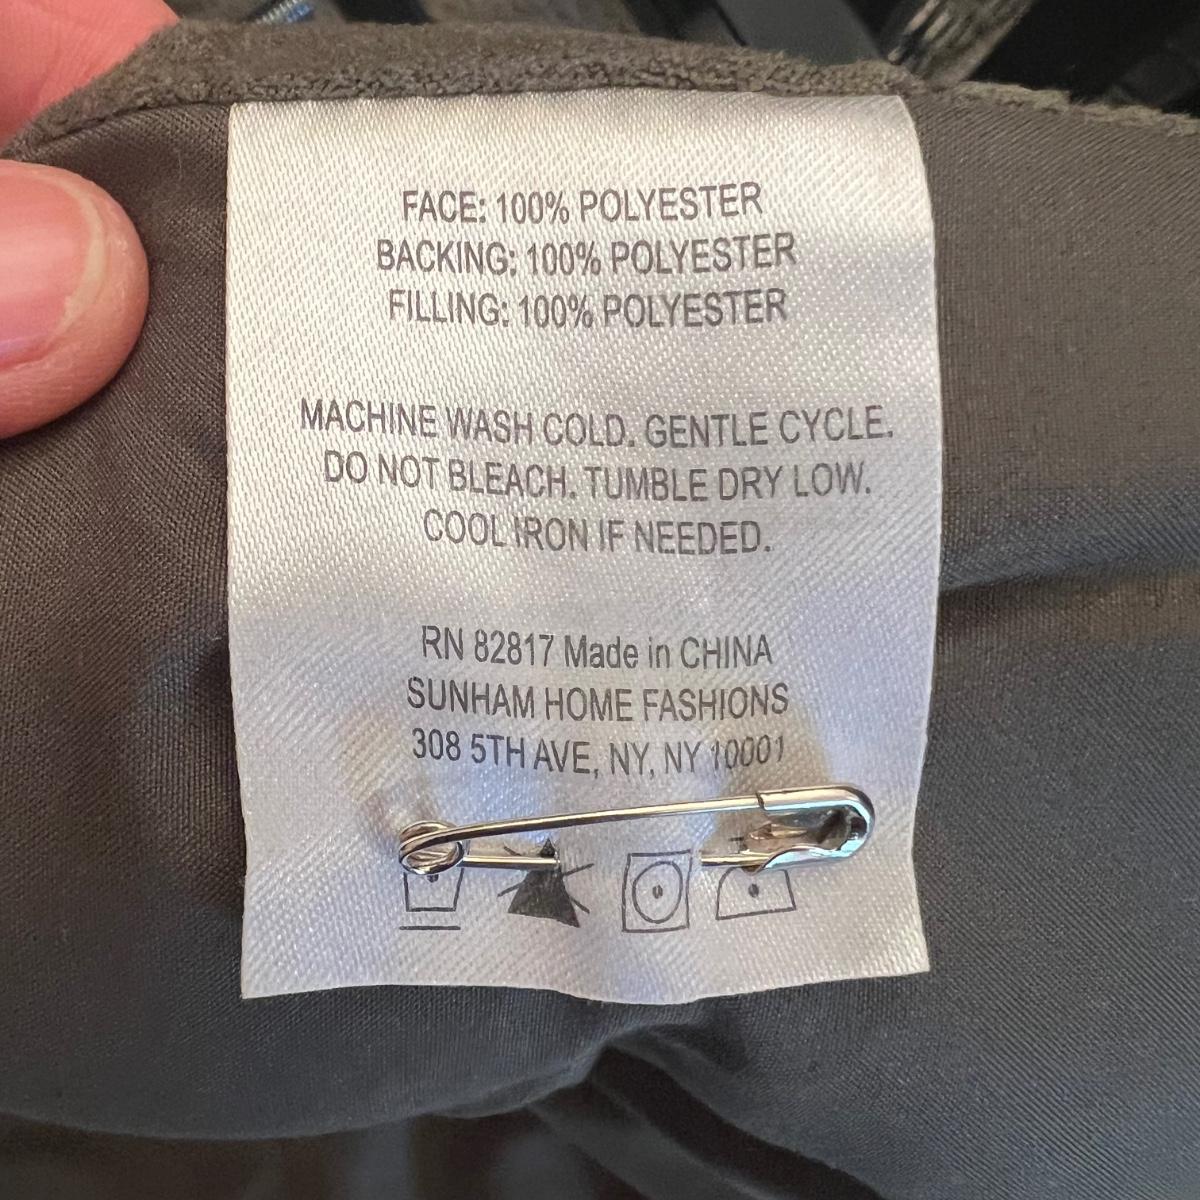 FACE: 100% POLYESTER
BACKING: 100% POLYESTER
FILLING: 100% POLYESTER
MACHINE WASH COLD. GENTLE CYCLE.
DO NOT BLEACH. TUMBLE DRY LOW.
COOL IRON IF NEEDED.
RN 82817 Made in CHINA
SUNHAM HOME FASHIONS
308 5TH AVE, NY, NY 10001